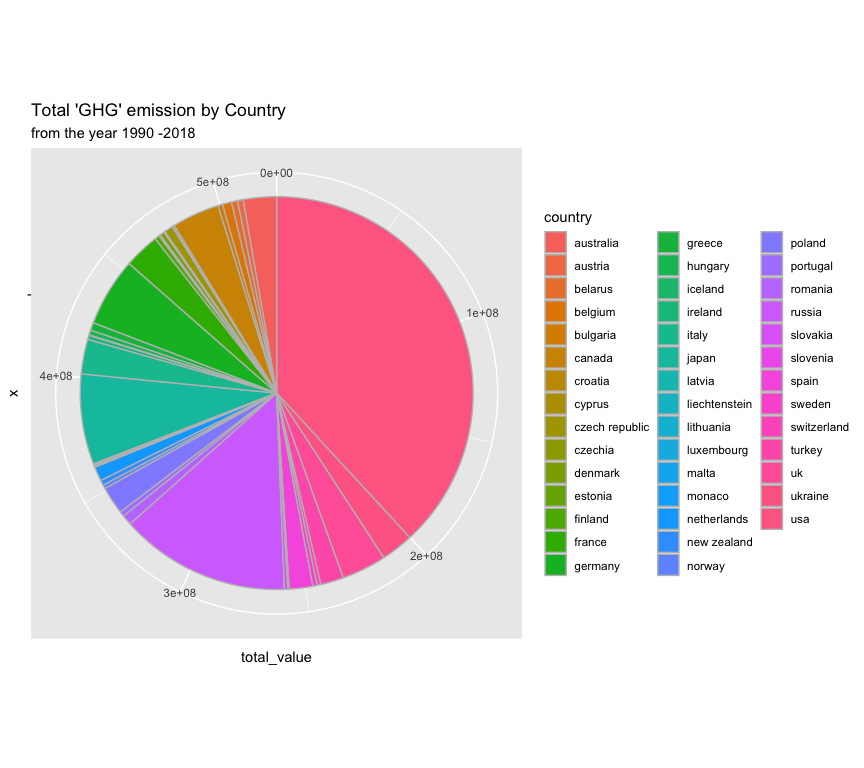 Total 'GHG' emission by Country
from the year 1990 -2018
0e+00
5e+08
1e+08
4e+08
2e+08
3e+08
x
-
total_value
country
australia
austria
belarus
belgium
bulgaria
canada
croatia
cyprus
czech republic
czechia
denmark
estonia
finland
france
germany
greece
hungary
iceland
ireland
italy
japan
latvia
liechtenstein
lithuania
luxembourg
malta
monaco
netherlands
new zealand
norway
poland
portugal
romania
russia
slovakia
slovenia
spain
sweden
switzerland
turkey
uk
ukraine
usa